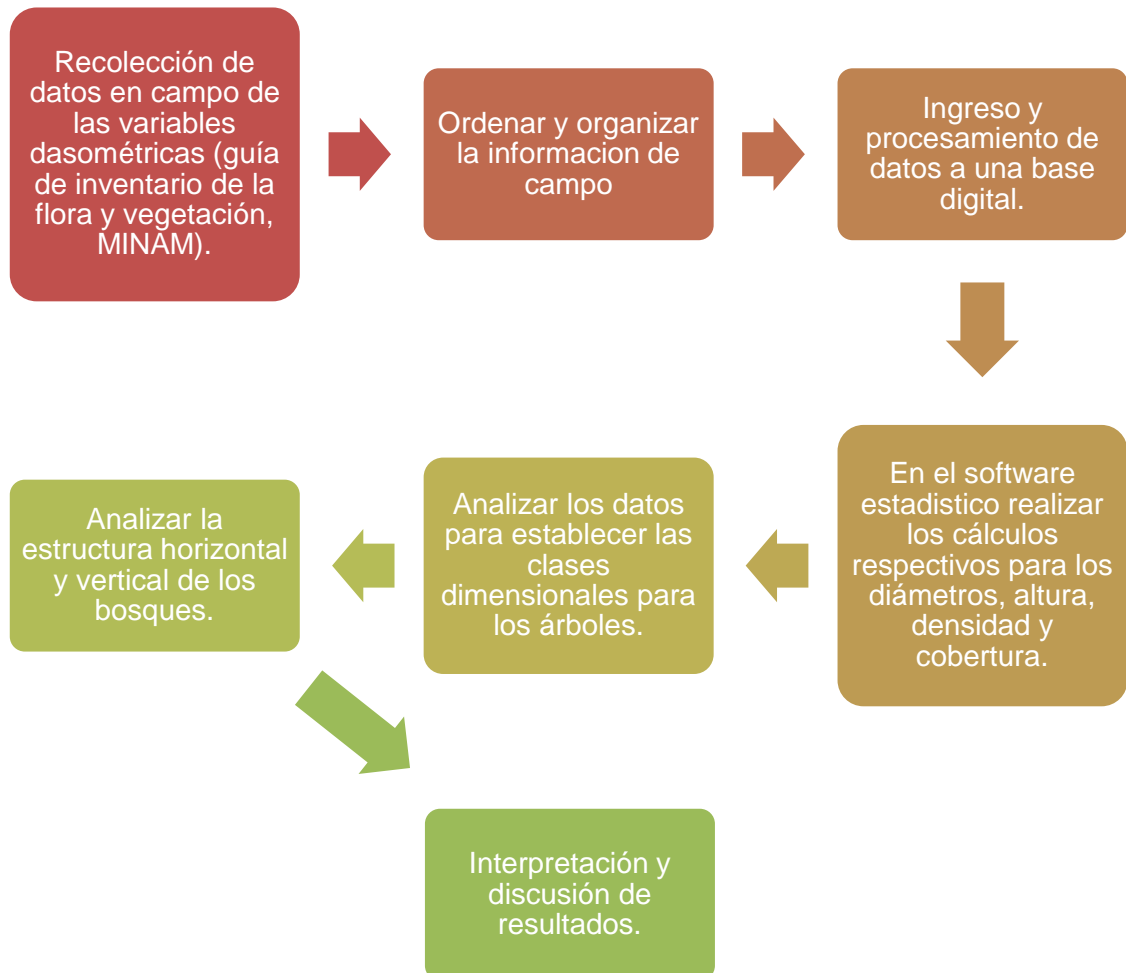 Recolección de
datos en campo de
las variables
dasométricas (guía
de inventario de la
flora y vegetación,
MINAM).
Ordenar y organizar
la informacion de
campo
Ingreso y
procesamiento de
datos a una base
digital.
En el software
estadistico realizar
los cálculos
respectivos para los
diámetros, altura,
densidad y
cobertura.
Analizar los datos
para establecer las
clases
dimensionales para
los árboles.
Analizar la
estructura horizontal
y vertical de los
bosques.
Interpretación y
discusión de
resultados.